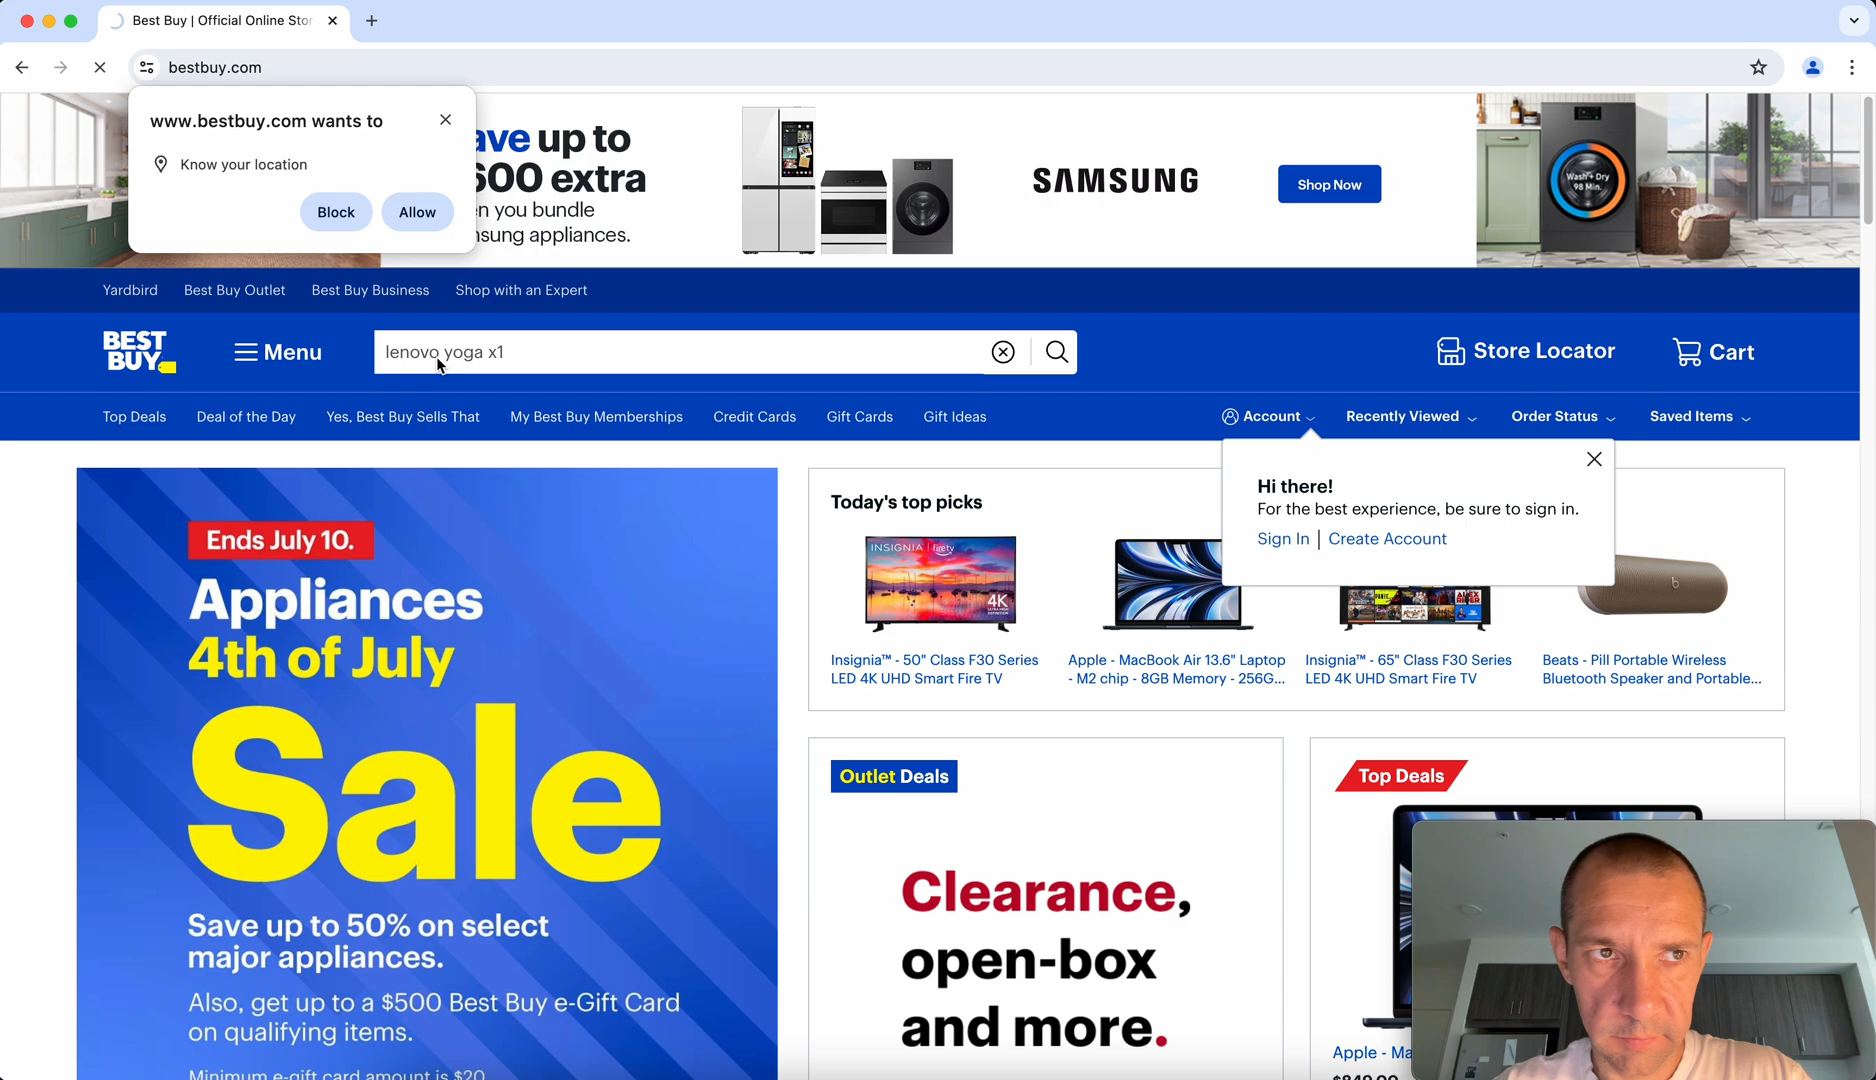 Best Buy | Official Online Stor
bestbuy.com
www.bestbuy.com wants to
Know your location
Block
Allow
ave up to
600 extra
n you bundle
nsung appliances.
SAMSUNG
Shop Now
Wash + Dry
98 Min.
Yardbird
Best Buy Outlet
Best Buy Business
Shop with an Expert
BEST
BUY
Menu
lenovo yoga x1
Store Locator
Cart
Top Deals
Deal of the Day
Yes, Best Buy Sells That
My Best Buy Memberships
Credit Cards
Gift Cards
Gift Ideas
Account
Recently Viewed
Order Status
Saved Items
Hi there!
For the best experience, be sure to sign in.
Sign In | Create Account
Ends July 10.
Appliances
4th of July
Sale
Save up to 50% on select
major appliances.
Also, get up to a $500 Best Buy e-Gift Card
on qualifying items.
Minimum e-gift card amount is $20
Today's top picks
INSIGNIA | firetv
4K
Insignia™ - 50" Class F30 Series
LED 4K UHD Smart Fire TV
Apple - MacBook Air 13.6" Laptop
- M2 chip - 8GB Memory - 256G...
Insignia™ - 65" Class F30 Series
LED 4K UHD Smart Fire TV
Beats - Pill Portable Wireless
Bluetooth Speaker and Portable...
Outlet Deals
Clearance,
open-box
and more.
Top Deals
Apple - Ma